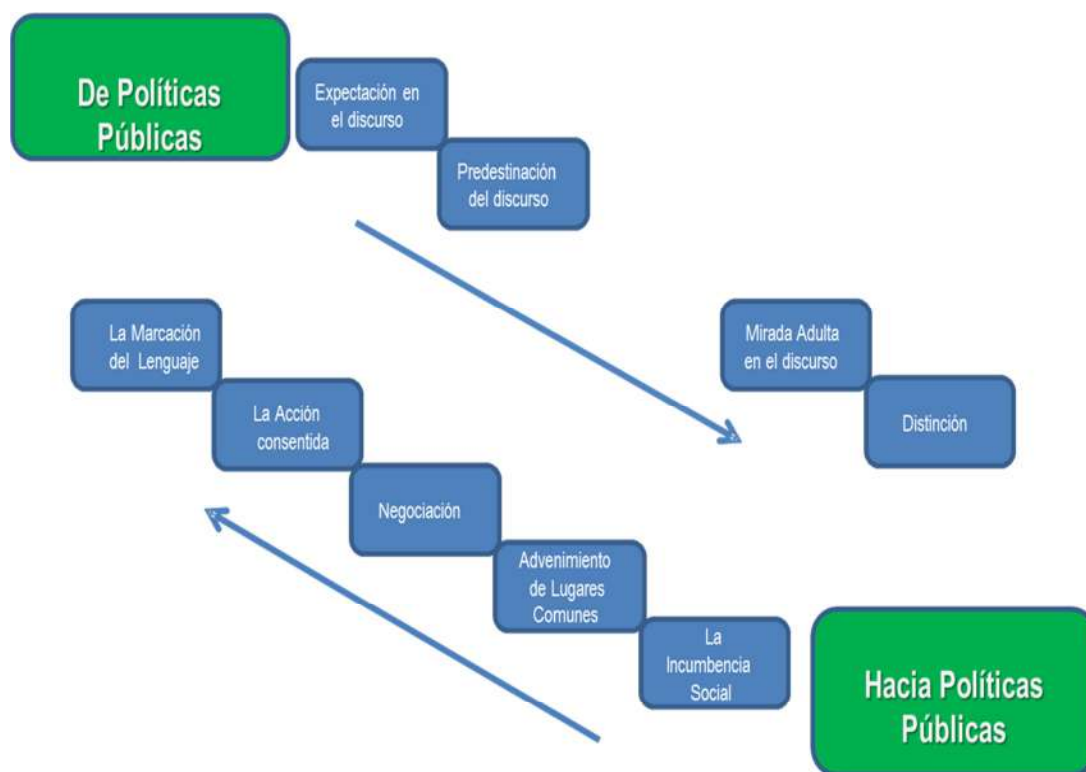 De Políticas
Públicas
Expectación en
el discurso
Predestinación
del discurso
La Marcación
del Lenguaje
La Acción
consentida
Negociación
Advenimiento
de Lugares
Comunes
La
Incumbencia
Social
Mirada Adulta
en el discurso
Distinción
Hacia Políticas
Públicas